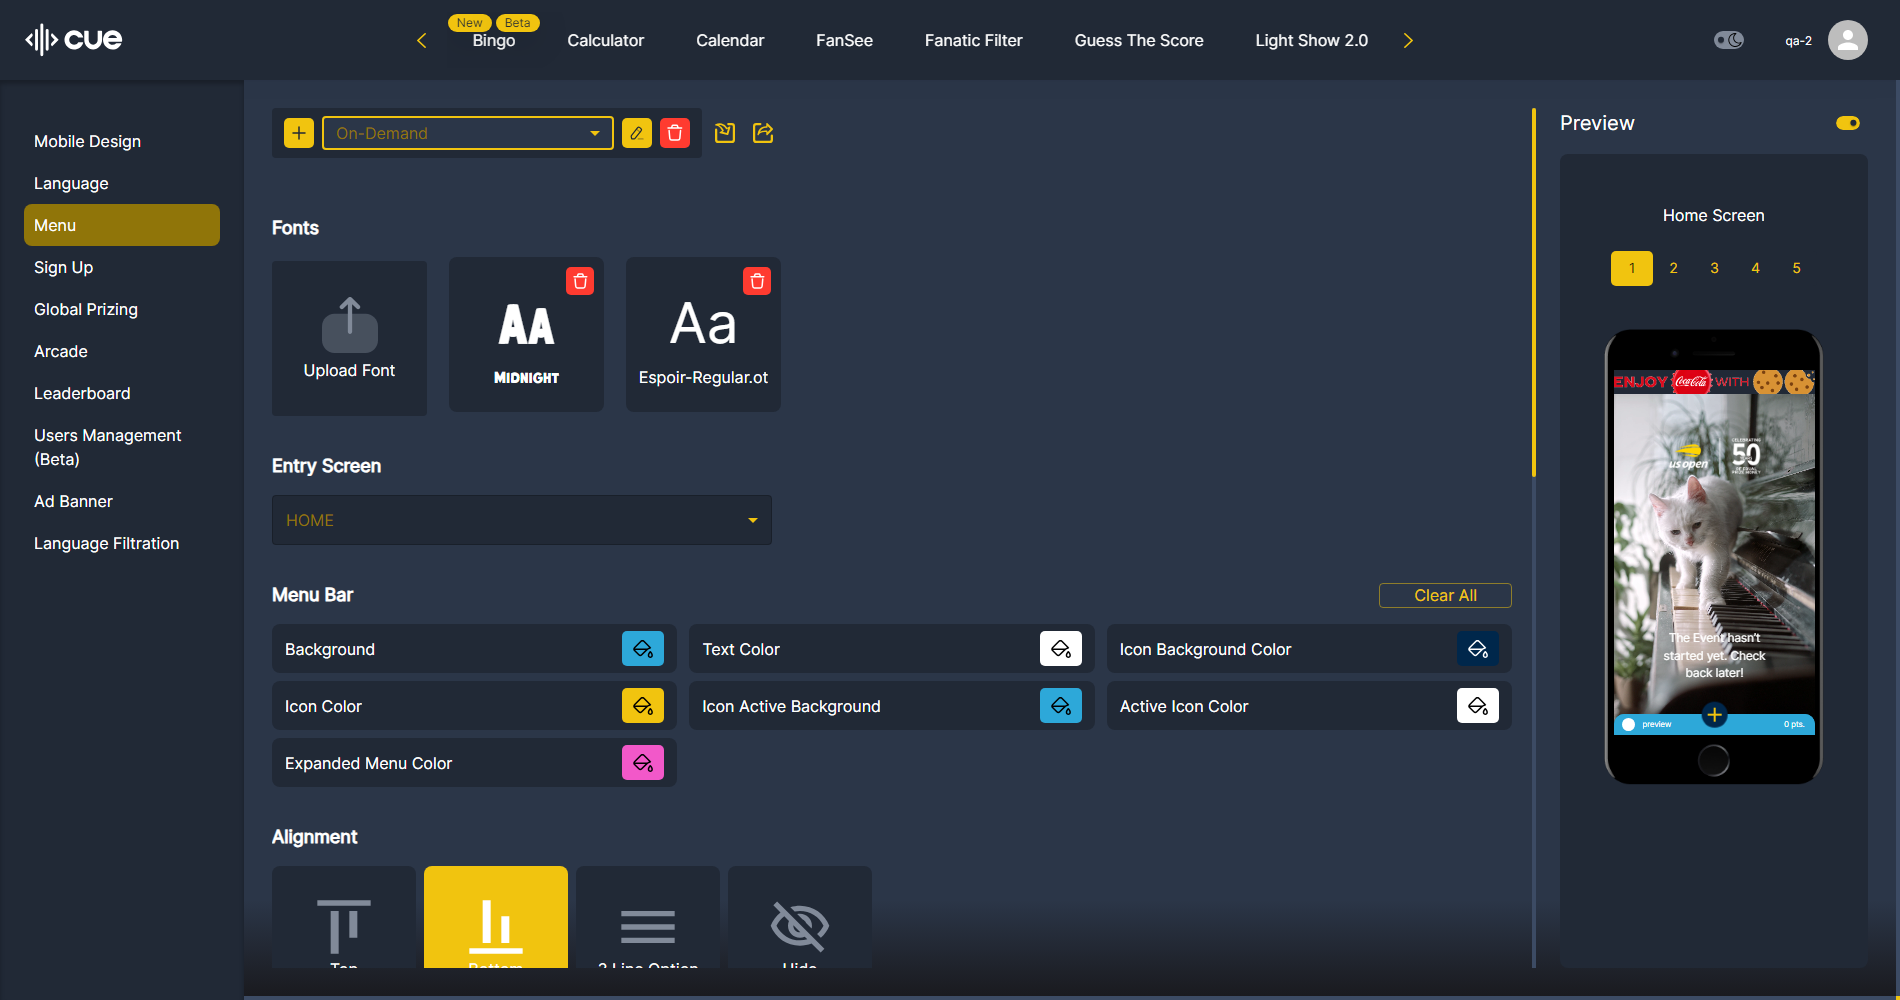 cue
New
Beta
Bingo
Calculator
Calendar
FanSee
Fanatic Filter
Guess The Score
Light Show 2.0
qa-2
Mobile Design
Language
Menu
Sign Up
Global Prizing
Arcade
Leaderboard
Users Management
(Beta)
Ad Banner
Language Filtration
On-Demand
Fonts
Upload Font
AA
MIDNIGHT
Aa
Espoir-Regular.ot
Entry Screen
HOME
Menu Bar
Clear All
Background
Text Color
Icon Background Color
Icon Color
Icon Active Background
Active Icon Color
Expanded Menu Color
Alignment
Top
Bottom
3 Line Option
Hide
Preview
Home Screen
1 2 3 4 5
ENJOY Coca-Cola WITH
us open
CELEBRATING
50
The Event hasn't
started yet. Check
back later!
preview
0 pts.